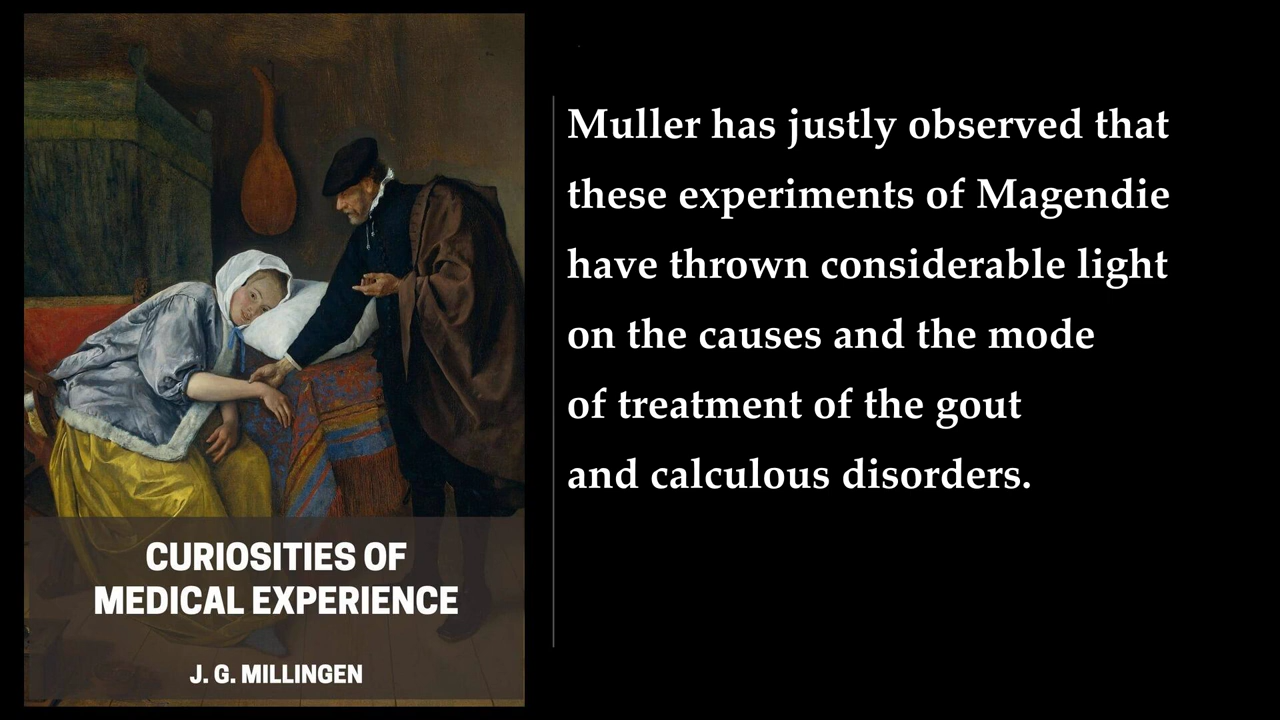 CURIOSITIES OF
MEDICAL EXPERIENCE
J. G. MILLINGEN
Muller has justly observed that
these experiments of Magendie
have thrown considerable light
on the causes and the mode
of treatment of the gout
and calculous disorders.